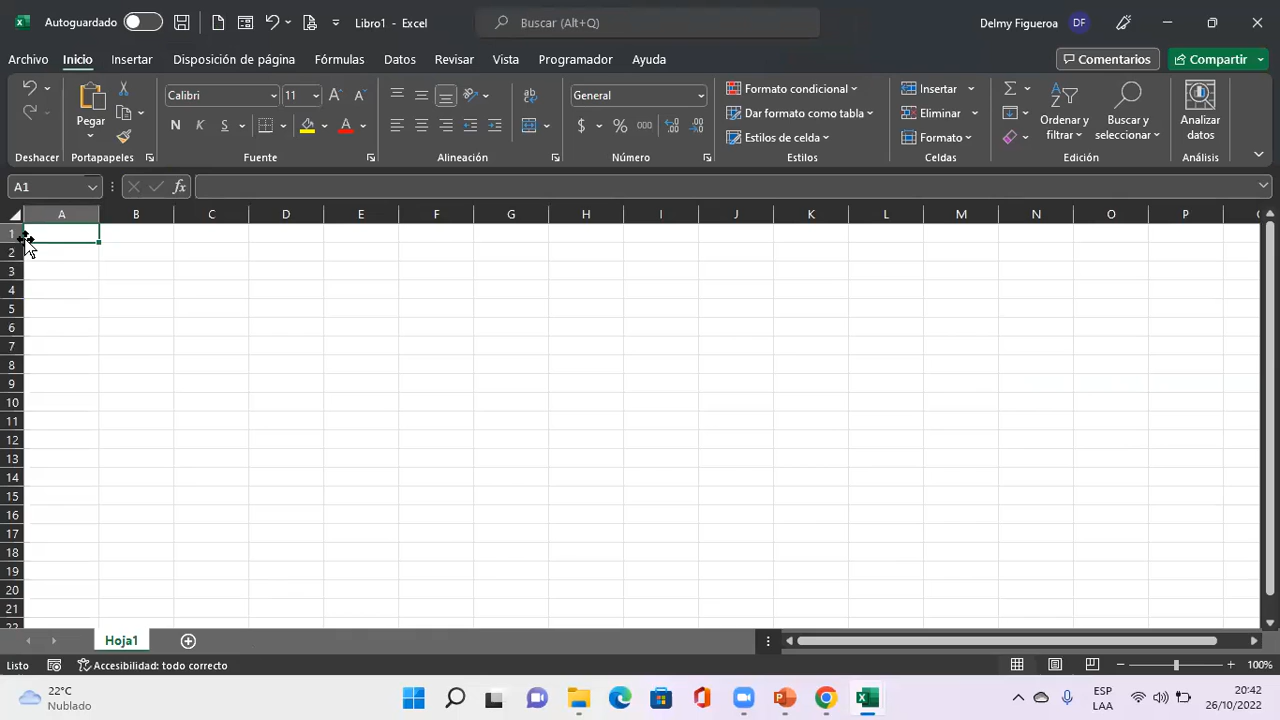 Autoguardado Libro1 - Excel Buscar (Alt+Q) Delmy Figueroa DF
Archivo Inicio Insertar Disposición de página Fórmulas Datos Revisar Vista Programador Ayuda Comentarios Compartir
Calibri 11 General Formato condicional Insertar
Pegar Dar formato como tabla Eliminar Ordenar y filtrar Buscar y seleccionar Analizar datos
N K S $ % 000 Estilos de celda Formato
Deshacer Portapapeles Fuente Alineación Número Estilos Celdas Edición Análisis
A1 fx
A B C D E F G H I J K L M N O P
1
2
3
4
5
6
7
8
9
10
11
12
13
14
15
16
17
18
19
20
21
22
Hoja1
Listo Accesibilidad: todo correcto 100%
22°C ESP 20:42
Nublado LAA 26/10/2022